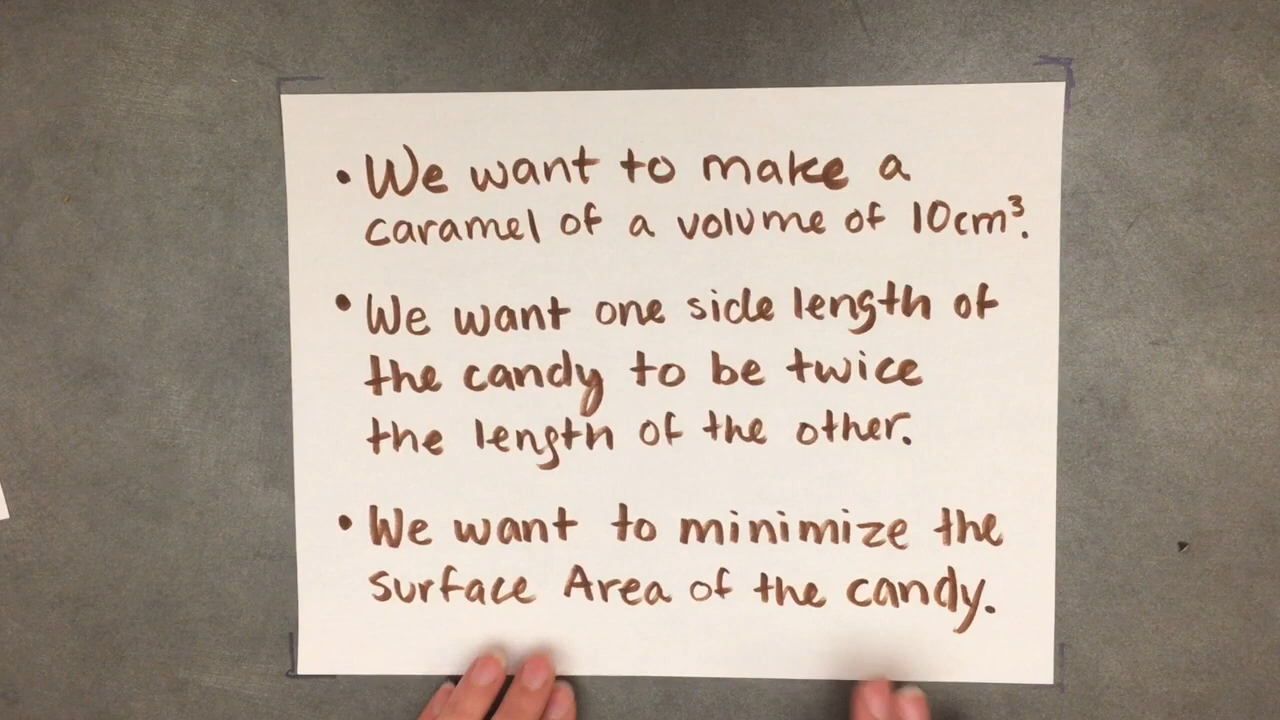 • We want to make a
caramel of a volume of 10cm³.
• We want one side length of
the candy to be twice
the length of the other.
• We want to minimize the
surface Area of the candy.